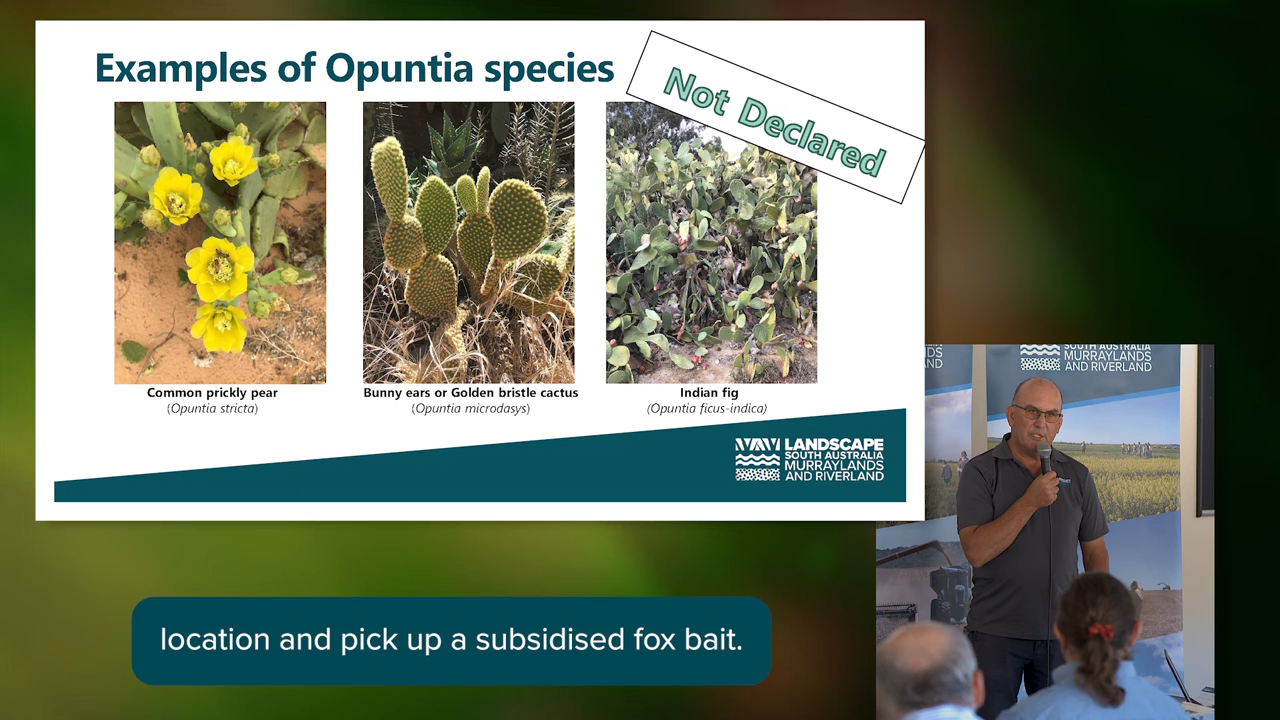 Examples of Opuntia species
Not Declared
Common prickly pear
(Opuntia stricta)
Bunny ears or Golden bristle cactus
(Opuntia microdasys)
Indian fig
(Opuntia ficus-indica)
LANDSCAPE
SOUTH AUSTRALIA
MURRAYLANDS
AND RIVERLAND
NDS
AND
SOUTH AUSTRALIA
MURRAYLANDS
AND RIVERLAND
location and pick up a subsidised fox bait.